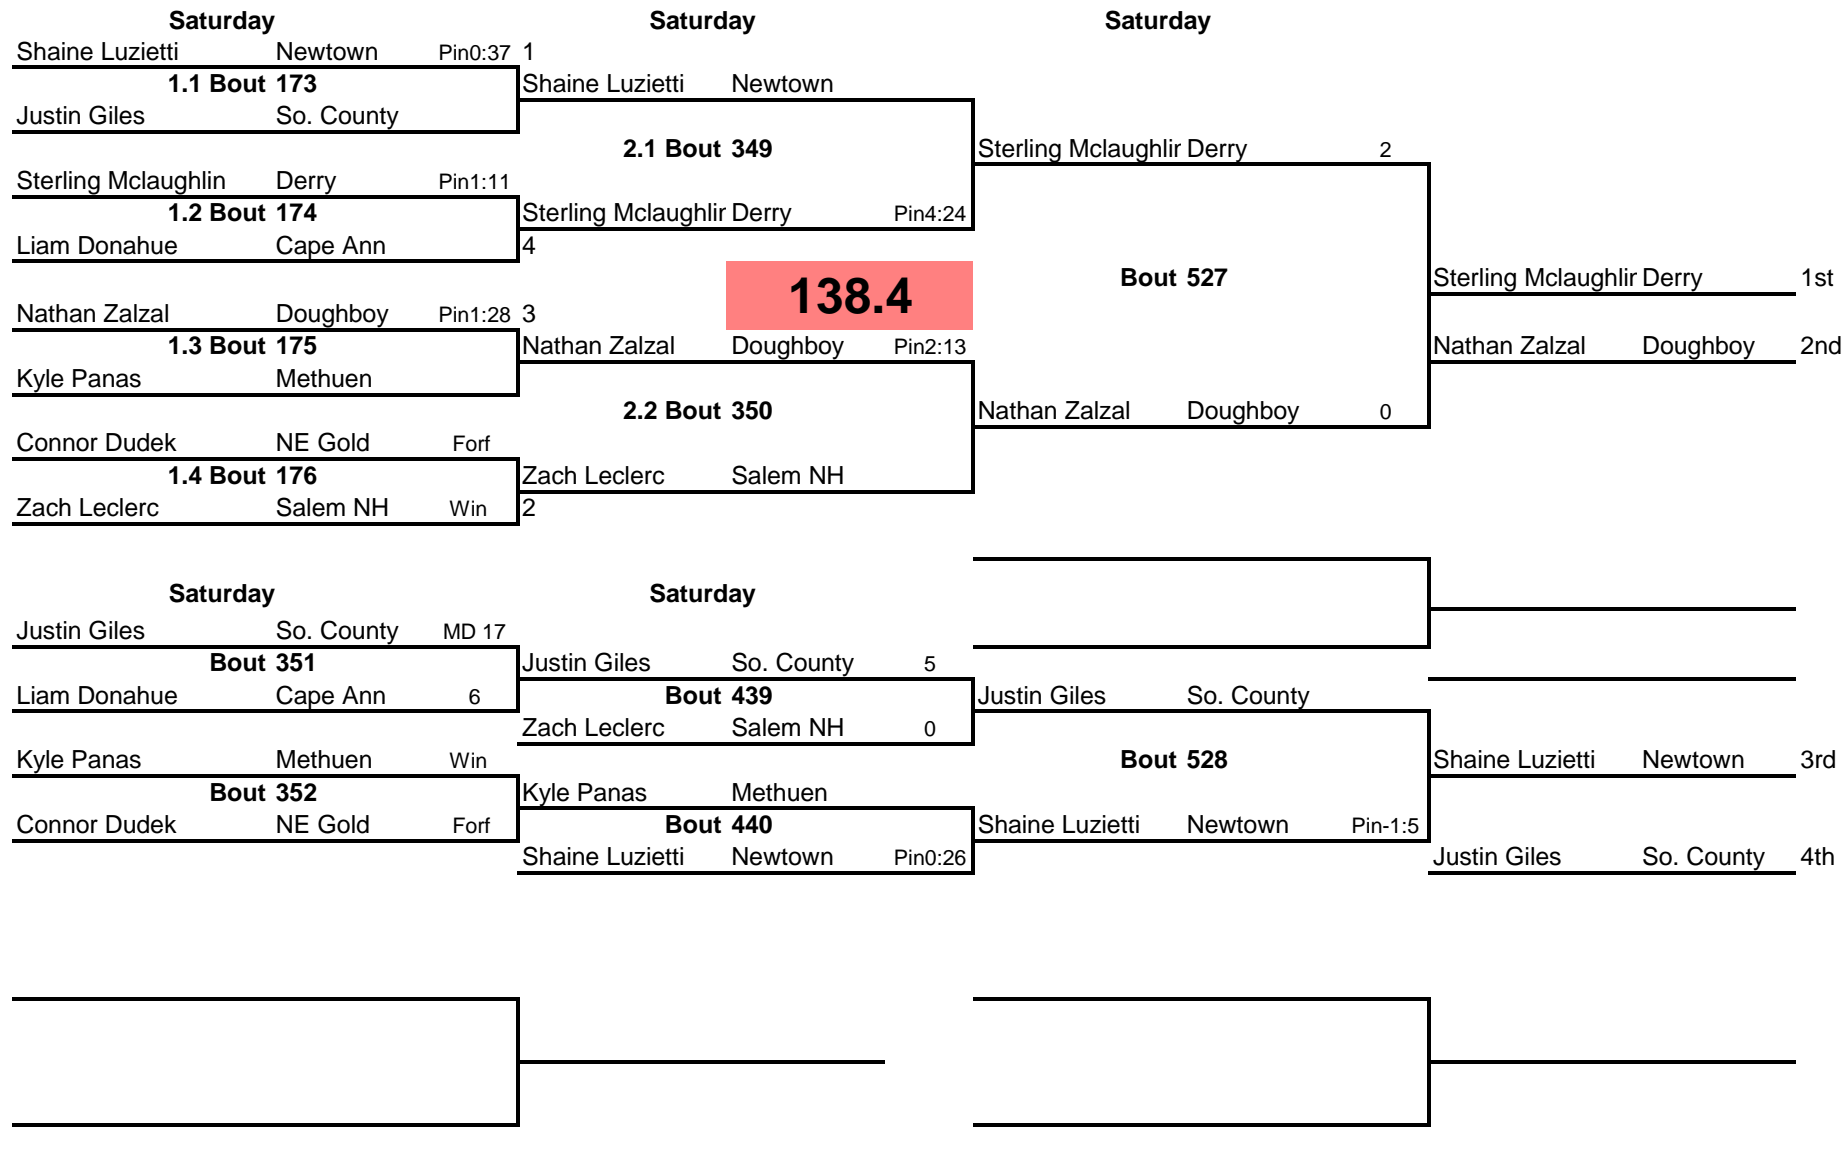 Saturday Saturday Saturday
Shaine Luzietti Newtown Pin0:37 1
1.1 Bout 173 Shaine Luzietti Newtown
Justin Giles So. County
2.1 Bout 349 Sterling Mclaughlir Derry 2
Sterling Mclaughlin Derry Pin1:11
1.2 Bout 174 Sterling Mclaughlir Derry Pin4:24
Liam Donahue Cape Ann 4
138.4 Bout 527 Sterling Mclaughlir Derry 1st
Nathan Zalzal Doughboy Pin1:28 3
1.3 Bout 175 Nathan Zalzal Doughboy Pin2:13 Nathan Zalzal Doughboy 2nd
Kyle Panas Methuen
2.2 Bout 350 Nathan Zalzal Doughboy 0
Connor Dudek NE Gold Forf
1.4 Bout 176 Zach Leclerc Salem NH
Zach Leclerc Salem NH Win 2
Saturday Saturday
Justin Giles So. County MD 17
Bout 351 Justin Giles So. County 5
Liam Donahue Cape Ann 6 Bout 439 Justin Giles So. County
Zach Leclerc Salem NH 0
Kyle Panas Methuen Win Bout 528 Shaine Luzietti Newtown 3rd
Bout 352 Kyle Panas Methuen
Connor Dudek NE Gold Forf Bout 440 Shaine Luzietti Newtown Pin-1:5
Shaine Luzietti Newtown Pin0:26 Justin Giles So. County 4th